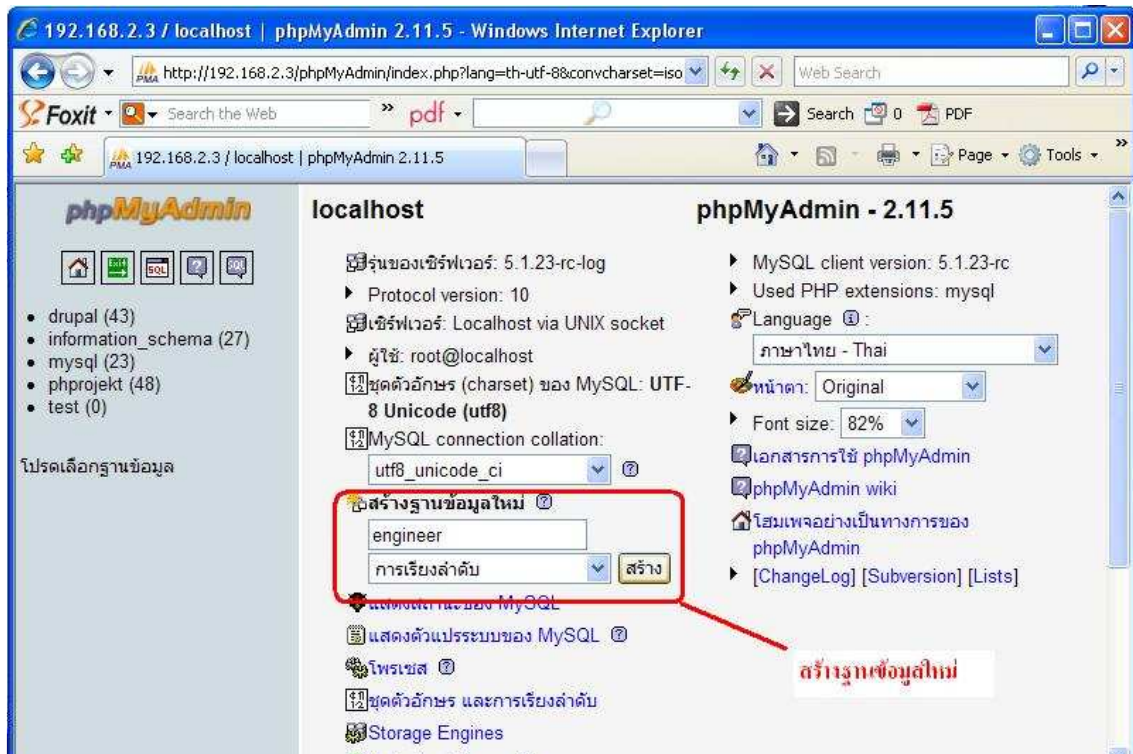 192.168.2.3 / localhost | phpMyAdmin 2.11.5 - Windows Internet Explorer
http://192.168.2.3/phpMyAdmin/index.php?lang=th-utf-8&convcharset=iso
Web Search
Foxit Search the Web » pdf Search 0 PDF
192.168.2.3 / localhost | phpMyAdmin 2.11.5 Page Tools »
phpMyAdmin
drupal (43)
information_schema (27)
mysql (23)
phprojekt (48)
test (0)
โปรดเลือกฐานข้อมูล
localhost
รุ่นของเซิร์ฟเวอร์: 5.1.23-rc-log
Protocol version: 10
เซิร์ฟเวอร์: Localhost via UNIX socket
ผู้ใช้: root@localhost
ชุดตัวอักษร (charset) ของ MySQL: UTF-
8 Unicode (utf8)
MySQL connection collation:
utf8_unicode_ci
สร้างฐานข้อมูลใหม่
engineer
การเรียงลำดับ สร้าง
แสดงสถานะของ MySQL
แสดงตัวแปรระบบของ MySQL
โพรเซส
ชุดตัวอักษร และการเรียงลำดับ
Storage Engines
phpMyAdmin - 2.11.5
MySQL client version: 5.1.23-rc
Used PHP extensions: mysql
Language :
ภาษาไทย - Thai
หน้าตา: Original
Font size: 82%
เอกสารการใช้ phpMyAdmin
phpMyAdmin wiki
โฮมเพจอย่างเป็นทางการของ
phpMyAdmin
[ChangeLog] [Subversion] [Lists]
สร้างฐานข้อมูลใหม่